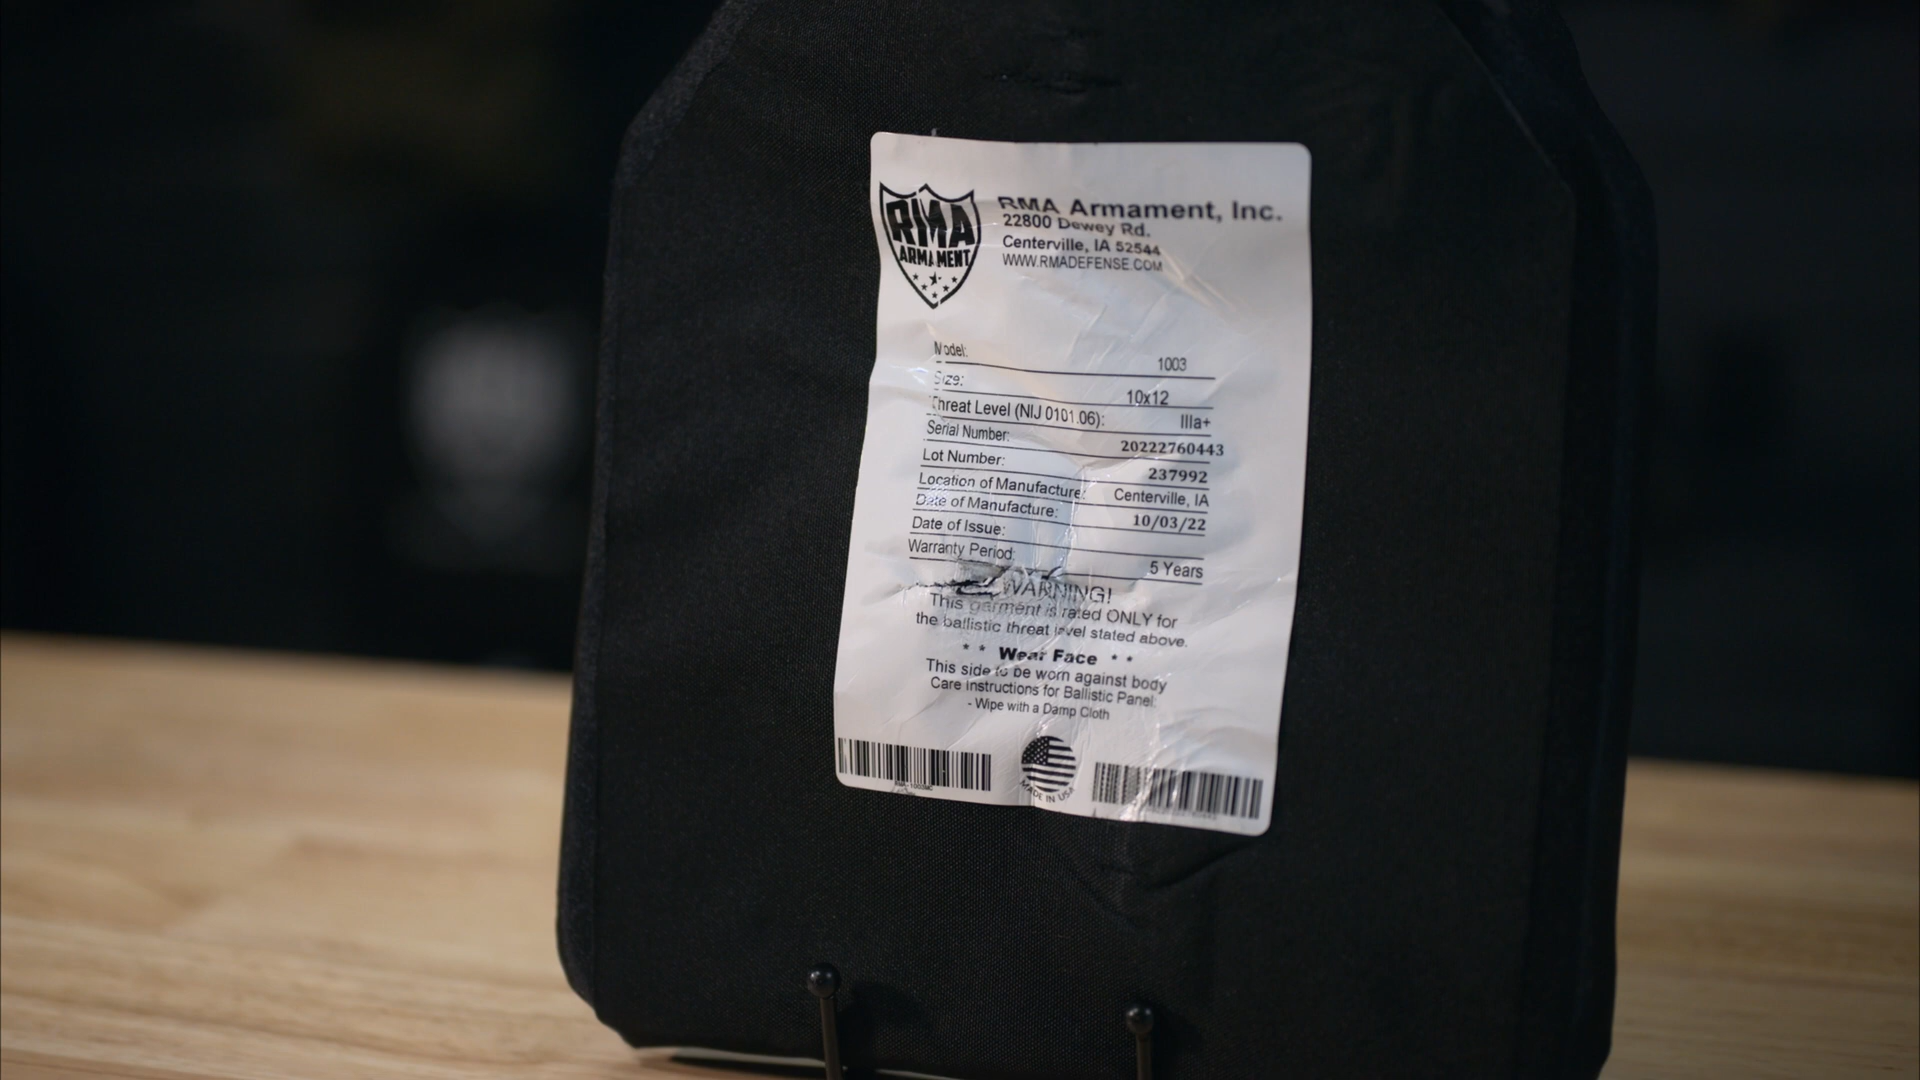 RMA
ARMAMENT
RMA Armament, Inc.
22800 Dewey Rd.
Centerville, IA 52544
WWW.RMADEFENSE.COM
Model: 1003
Size: 10x12
Threat Level (NIJ 0101.06): IIIa+
Serial Number: 20222760443
Lot Number: 237992
Location of Manufacture: Centerville, IA
Date of Manufacture: 10/03/22
Date of Issue:
Warranty Period: 5 Years
WARNING!
This garment is rated ONLY for
the ballistic threat level stated above.
* * Wear Face * *
This side to be worn against body
Care Instructions for Ballistic Panel:
- Wipe with a Damp Cloth
MADE IN USA